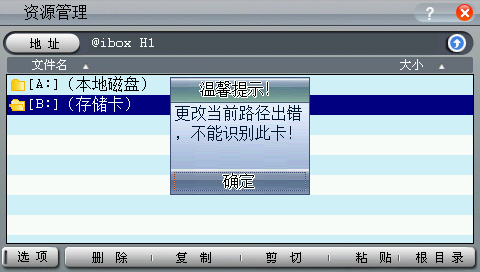 资源管理 ?
地址 @ibox H1
文件名 大小
[A:](本地磁盘)
[B:](存储卡)
温馨提示!
更改当前路径出错
,不能识别此卡!
确定
选项 删除 复制 剪切 粘贴 根目录